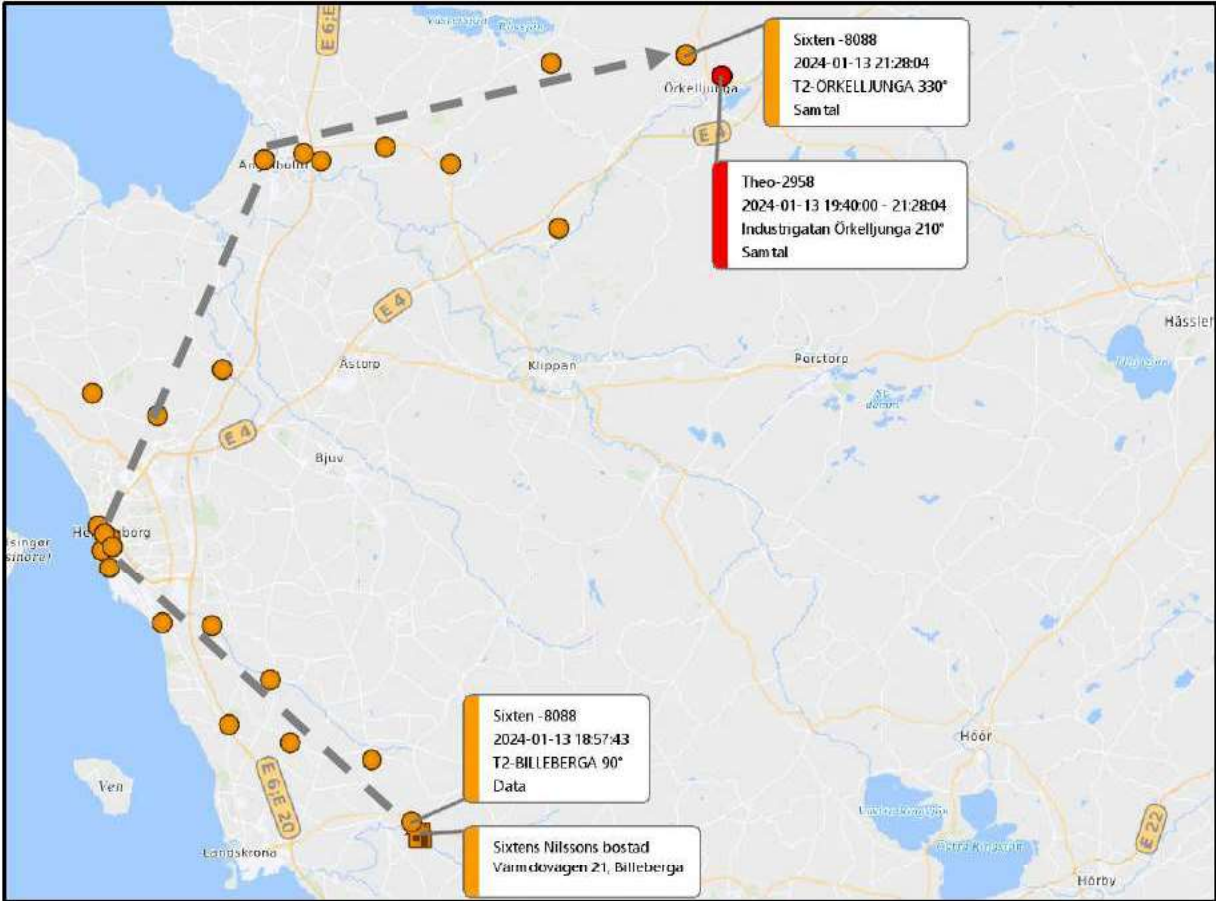 E 6;E
Sixten -8088
2024-01-13 21:28:04
T2-ÖRKELLJUNGA 330°
Samtal
Örkelljunga
E 4
Theo-2958
2024-01-13 19:40:00 - 21:28:04
Industrigatan Örkelljunga 210°
Samtal
E 4
Åstorp
Klippan
Perstorp
Hässleh
E 4
Bjuv
Sixten -8088
2024-01-13 18:57:43
T2-BILLEBERGA 90°
Data
Sixtens Nilssons bostad
Värmdövägen 21, Billeberga
Ven
E 6;E 20
Landskrona
Höör
E 22
Hörby